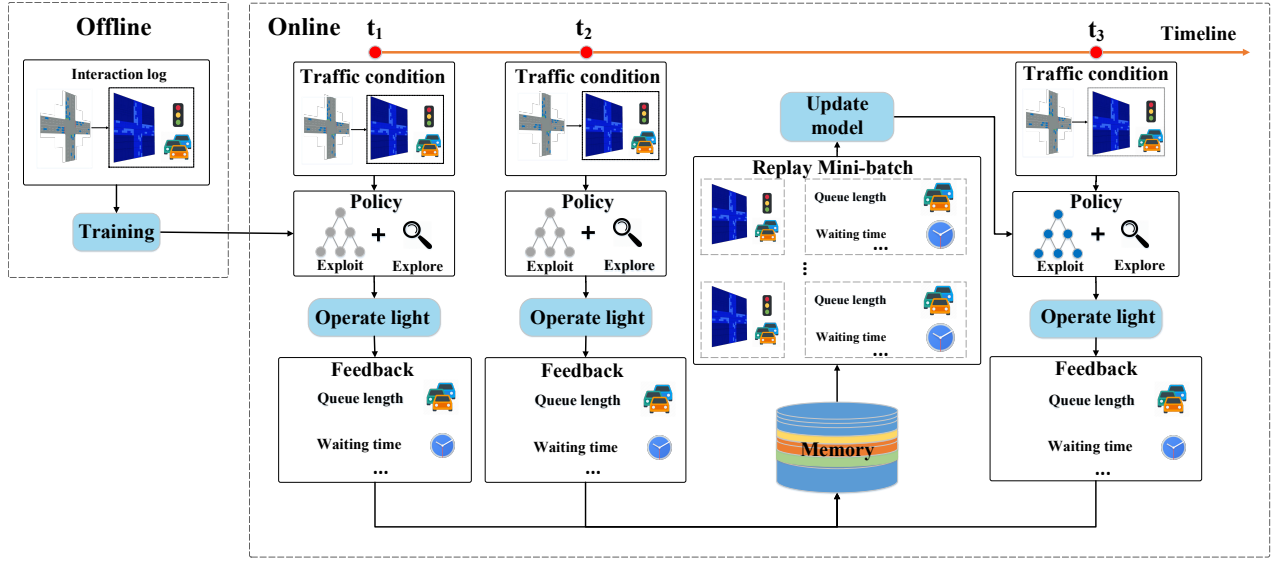 Offline
Interaction log
Training
Online
t1
t2
t3
Timeline
Traffic condition
Policy
+
Exploit
Explore
Operate light
Feedback
Queue length
Waiting time
...
Traffic condition
Policy
+
Exploit
Explore
Operate light
Feedback
Queue length
Waiting time
...
Update
model
Replay Mini-batch
Queue length
Waiting time
...
...
Queue length
Waiting time
...
Memory
Traffic condition
Policy
+
Exploit
Explore
Operate light
Feedback
Queue length
Waiting time
...